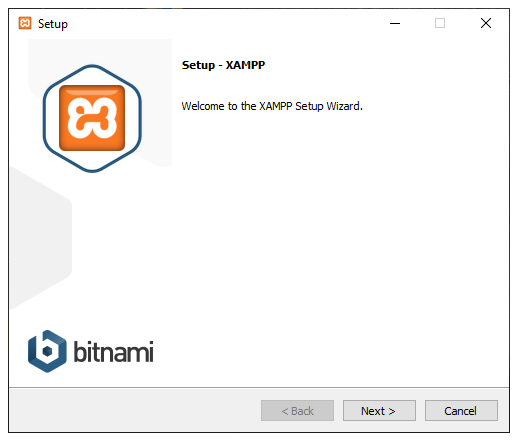 Setup
Setup - XAMPP
Welcome to the XAMPP Setup Wizard.
bitnami
< Back
Next >
Cancel